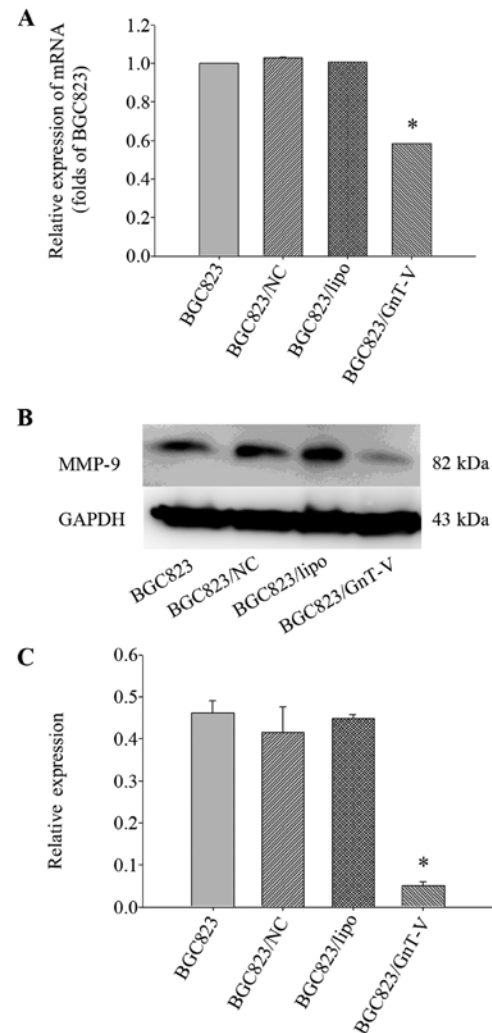 A
Relative expression of mRNA
(folds of BGC823)
1.2
1.0
0.8
0.6
0.4
0.2
0.0
*
BGC823
BGC823/NC
BGC823/lipo
BGC823/GnT-V
B
MMP-9
82 kDa
GAPDH
43 kDa
BGC823
BGC823/NC
BGC823/lipo
BGC823/GnT-V
C
Relative expression
0.6
0.5
0.4
0.3
0.2
0.1
0.0
*
BGC823
BGC823/NC
BGC823/lipo
BGC823/GnT-V